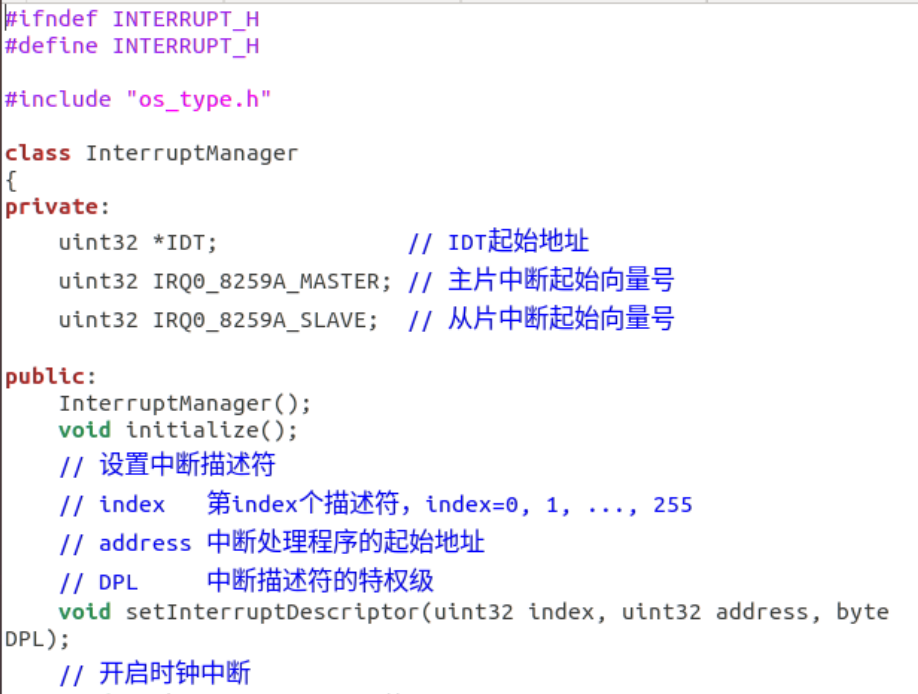 #ifndef INTERRUPT_H
#define INTERRUPT_H
#include "os_type.h"
class InterruptManager
{
private:
    uint32 *IDT;              // IDT起始地址
    uint32 IRQ0_8259A_MASTER; // 主片中断起始向量号
    uint32 IRQ0_8259A_SLAVE;  // 从片中断起始向量号
public:
    InterruptManager();
    void initialize();
    // 设置中断描述符
    // index   第index个描述符，index=0, 1, ..., 255
    // address 中断处理程序的起始地址
    // DPL     中断描述符的特权级
    void setInterruptDescriptor(uint32 index, uint32 address, byte
DPL);
    // 开启时钟中断